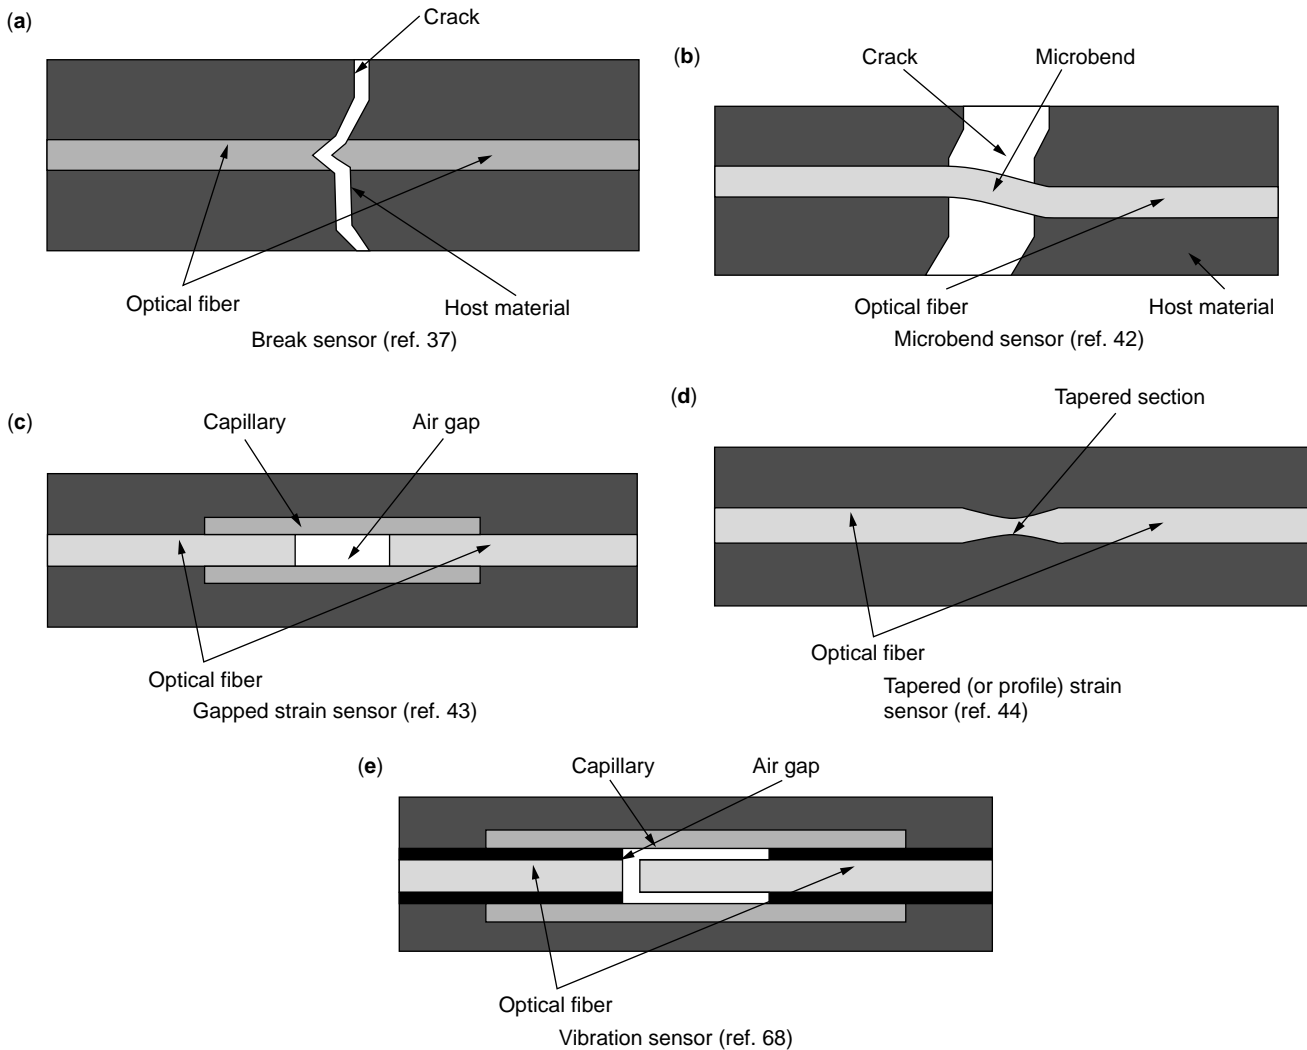 (a)
Crack
Optical fiber
Host material
Break sensor (ref. 37)
(b)
Crack
Microbend
Optical fiber
Host material
Microbend sensor (ref. 42)
(c)
Capillary
Air gap
Optical fiber
Gapped strain sensor (ref. 43)
(d)
Tapered section
Optical fiber
Tapered (or profile) strain
sensor (ref. 44)
(e)
Capillary
Air gap
Optical fiber
Vibration sensor (ref. 68)